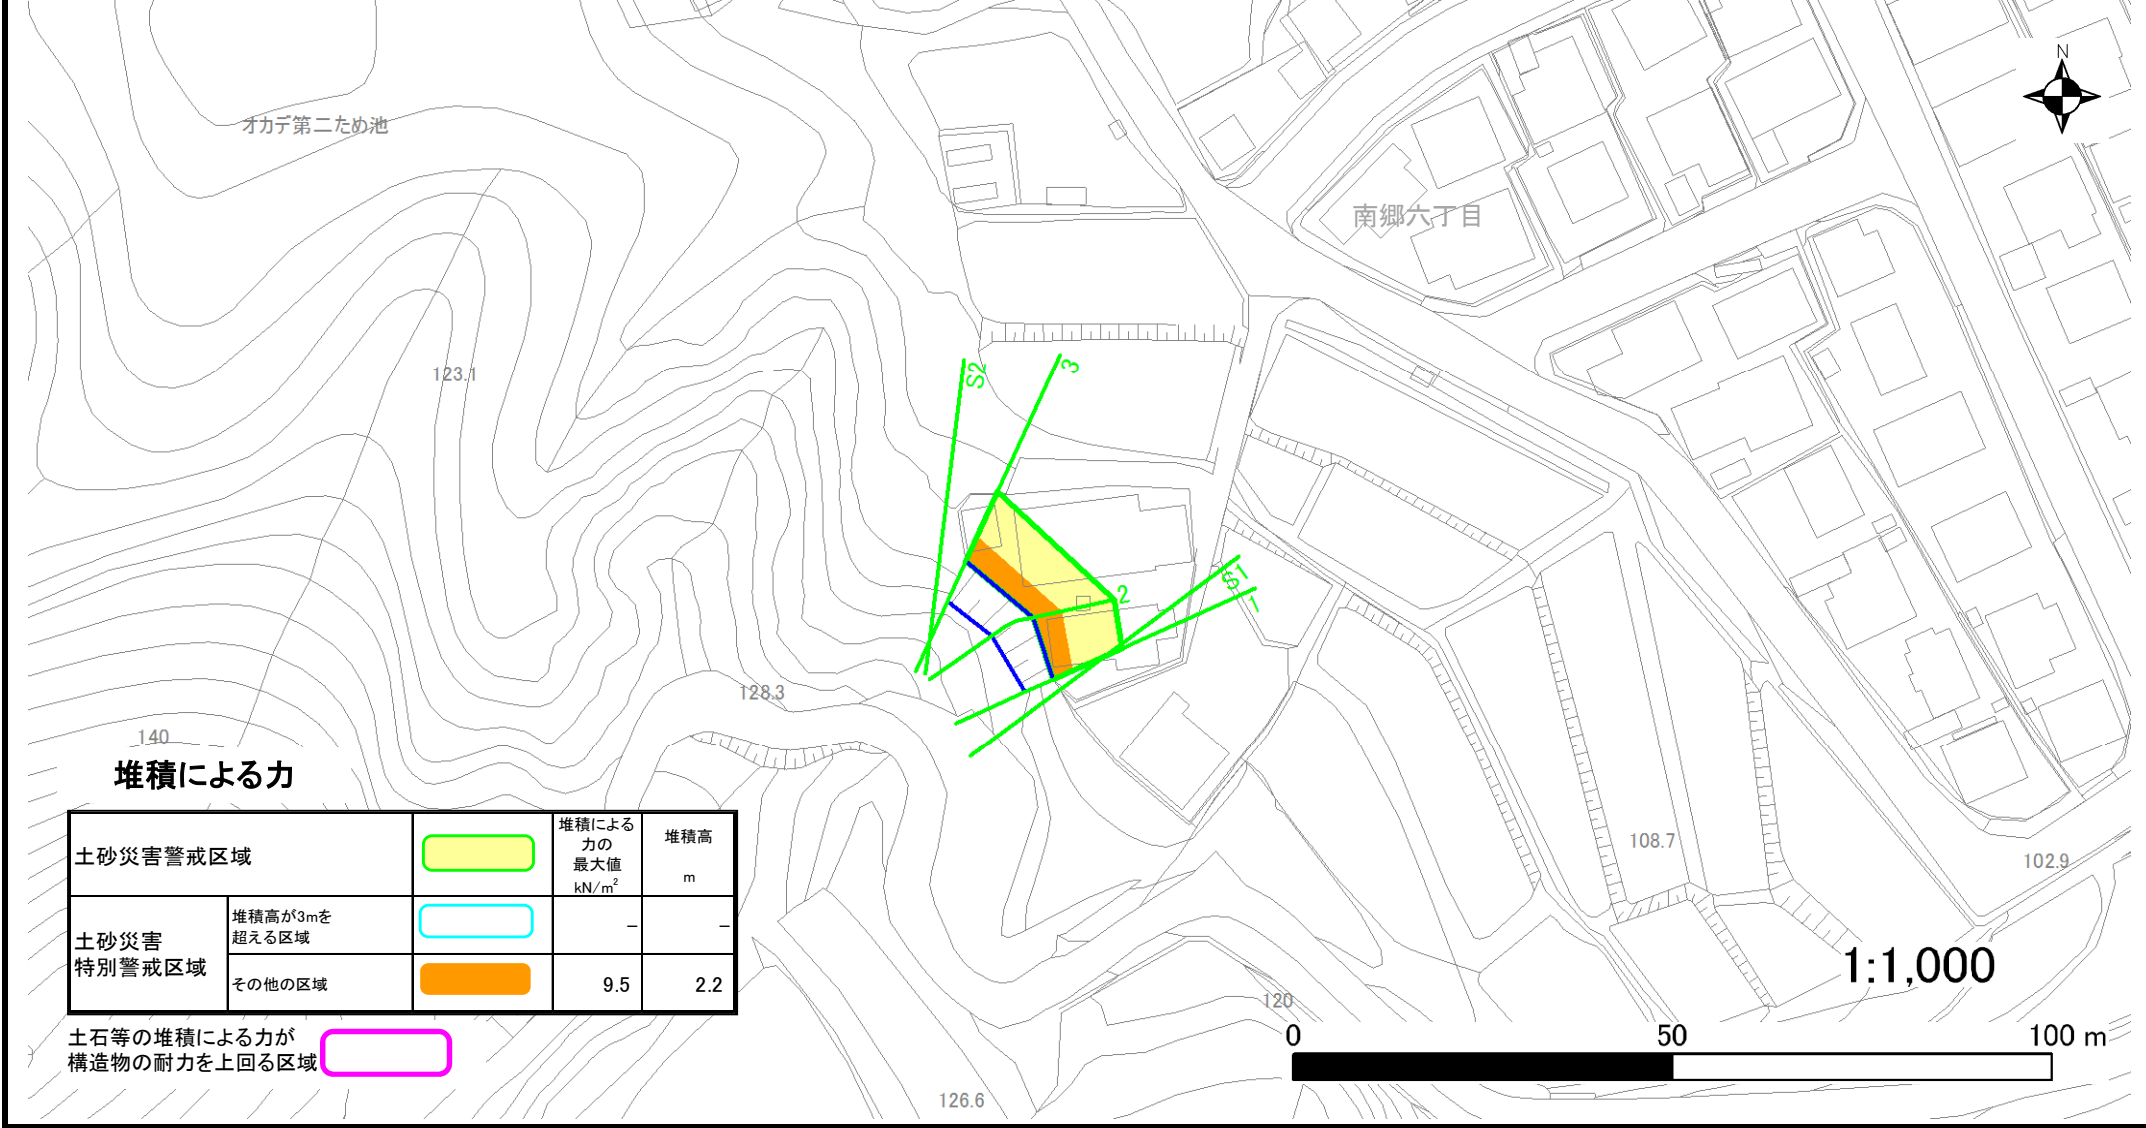 N
オカデ第二ため池
南郷六丁目
123.1
S2
3
2
S1
1
128.3
140
堆積による力
土砂災害警戒区域
堆積による
力の
最大値
kN/m²
堆積高
m
土砂災害
特別警戒区域
堆積高が3mを
超える区域
–
–
その他の区域
9.5
2.2
土石等の堆積による力が
構造物の耐力を上回る区域
108.7
102.9
1:1,000
120
0
50
100 m
126.6